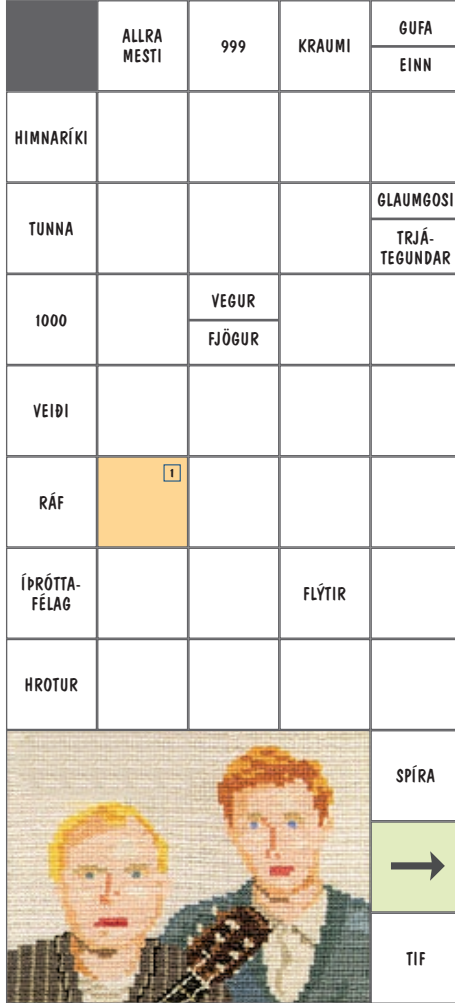 ALLRA
MESTI
999
KRAUMI
GUFA
EINN
HIMNARÍKI
TUNNA
GLAUMGOSI
TRJÁ-
TEGUNDAR
1000
VEGUR
FJÖGUR
VEIÐI
RÁF
1
ÍÞRÓTTA-
FÉLAG
FLÝTIR
HROTUR
SPÍRA
TIF